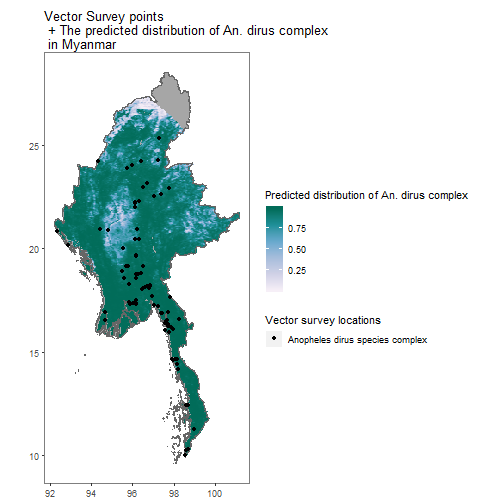 Vector Survey points
+ The predicted distribution of An. dirus complex
in Myanmar
25
20
15
10
92
94
96
98
100
Predicted distribution of An. dirus complex
0.75
0.50
0.25
Vector survey locations
Anopheles dirus species complex